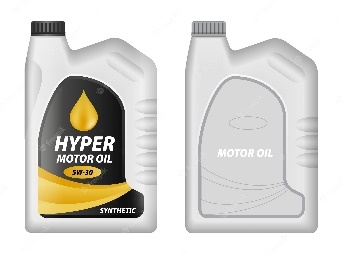 HYPER
MOTOR OIL
5W-30
SYNTHETIC
MOTOR OIL